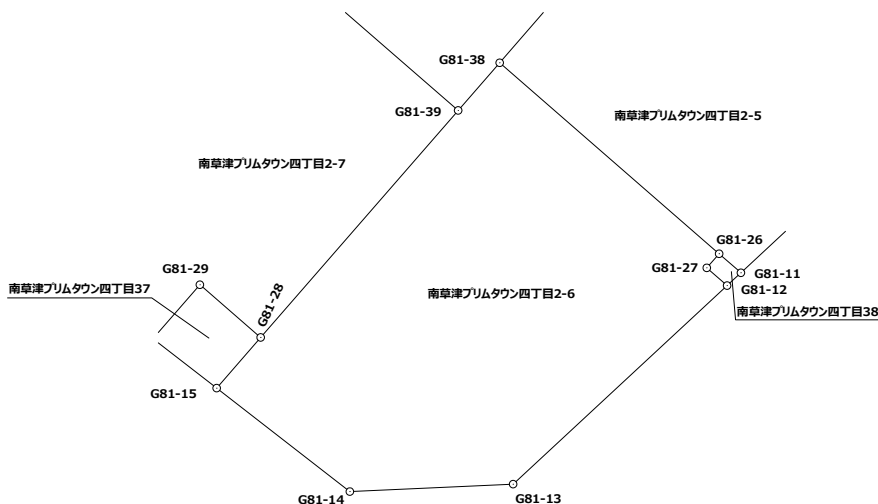 G81-38
G81-39
南草津プリムタウン四丁目2-5
南草津プリムタウン四丁目2-7
G81-26
G81-29
G81-27
G81-11
G81-12
南草津プリムタウン四丁目37
南草津プリムタウン四丁目2-6
南草津プリムタウン四丁目38
G81-28
G81-15
G81-14
G81-13